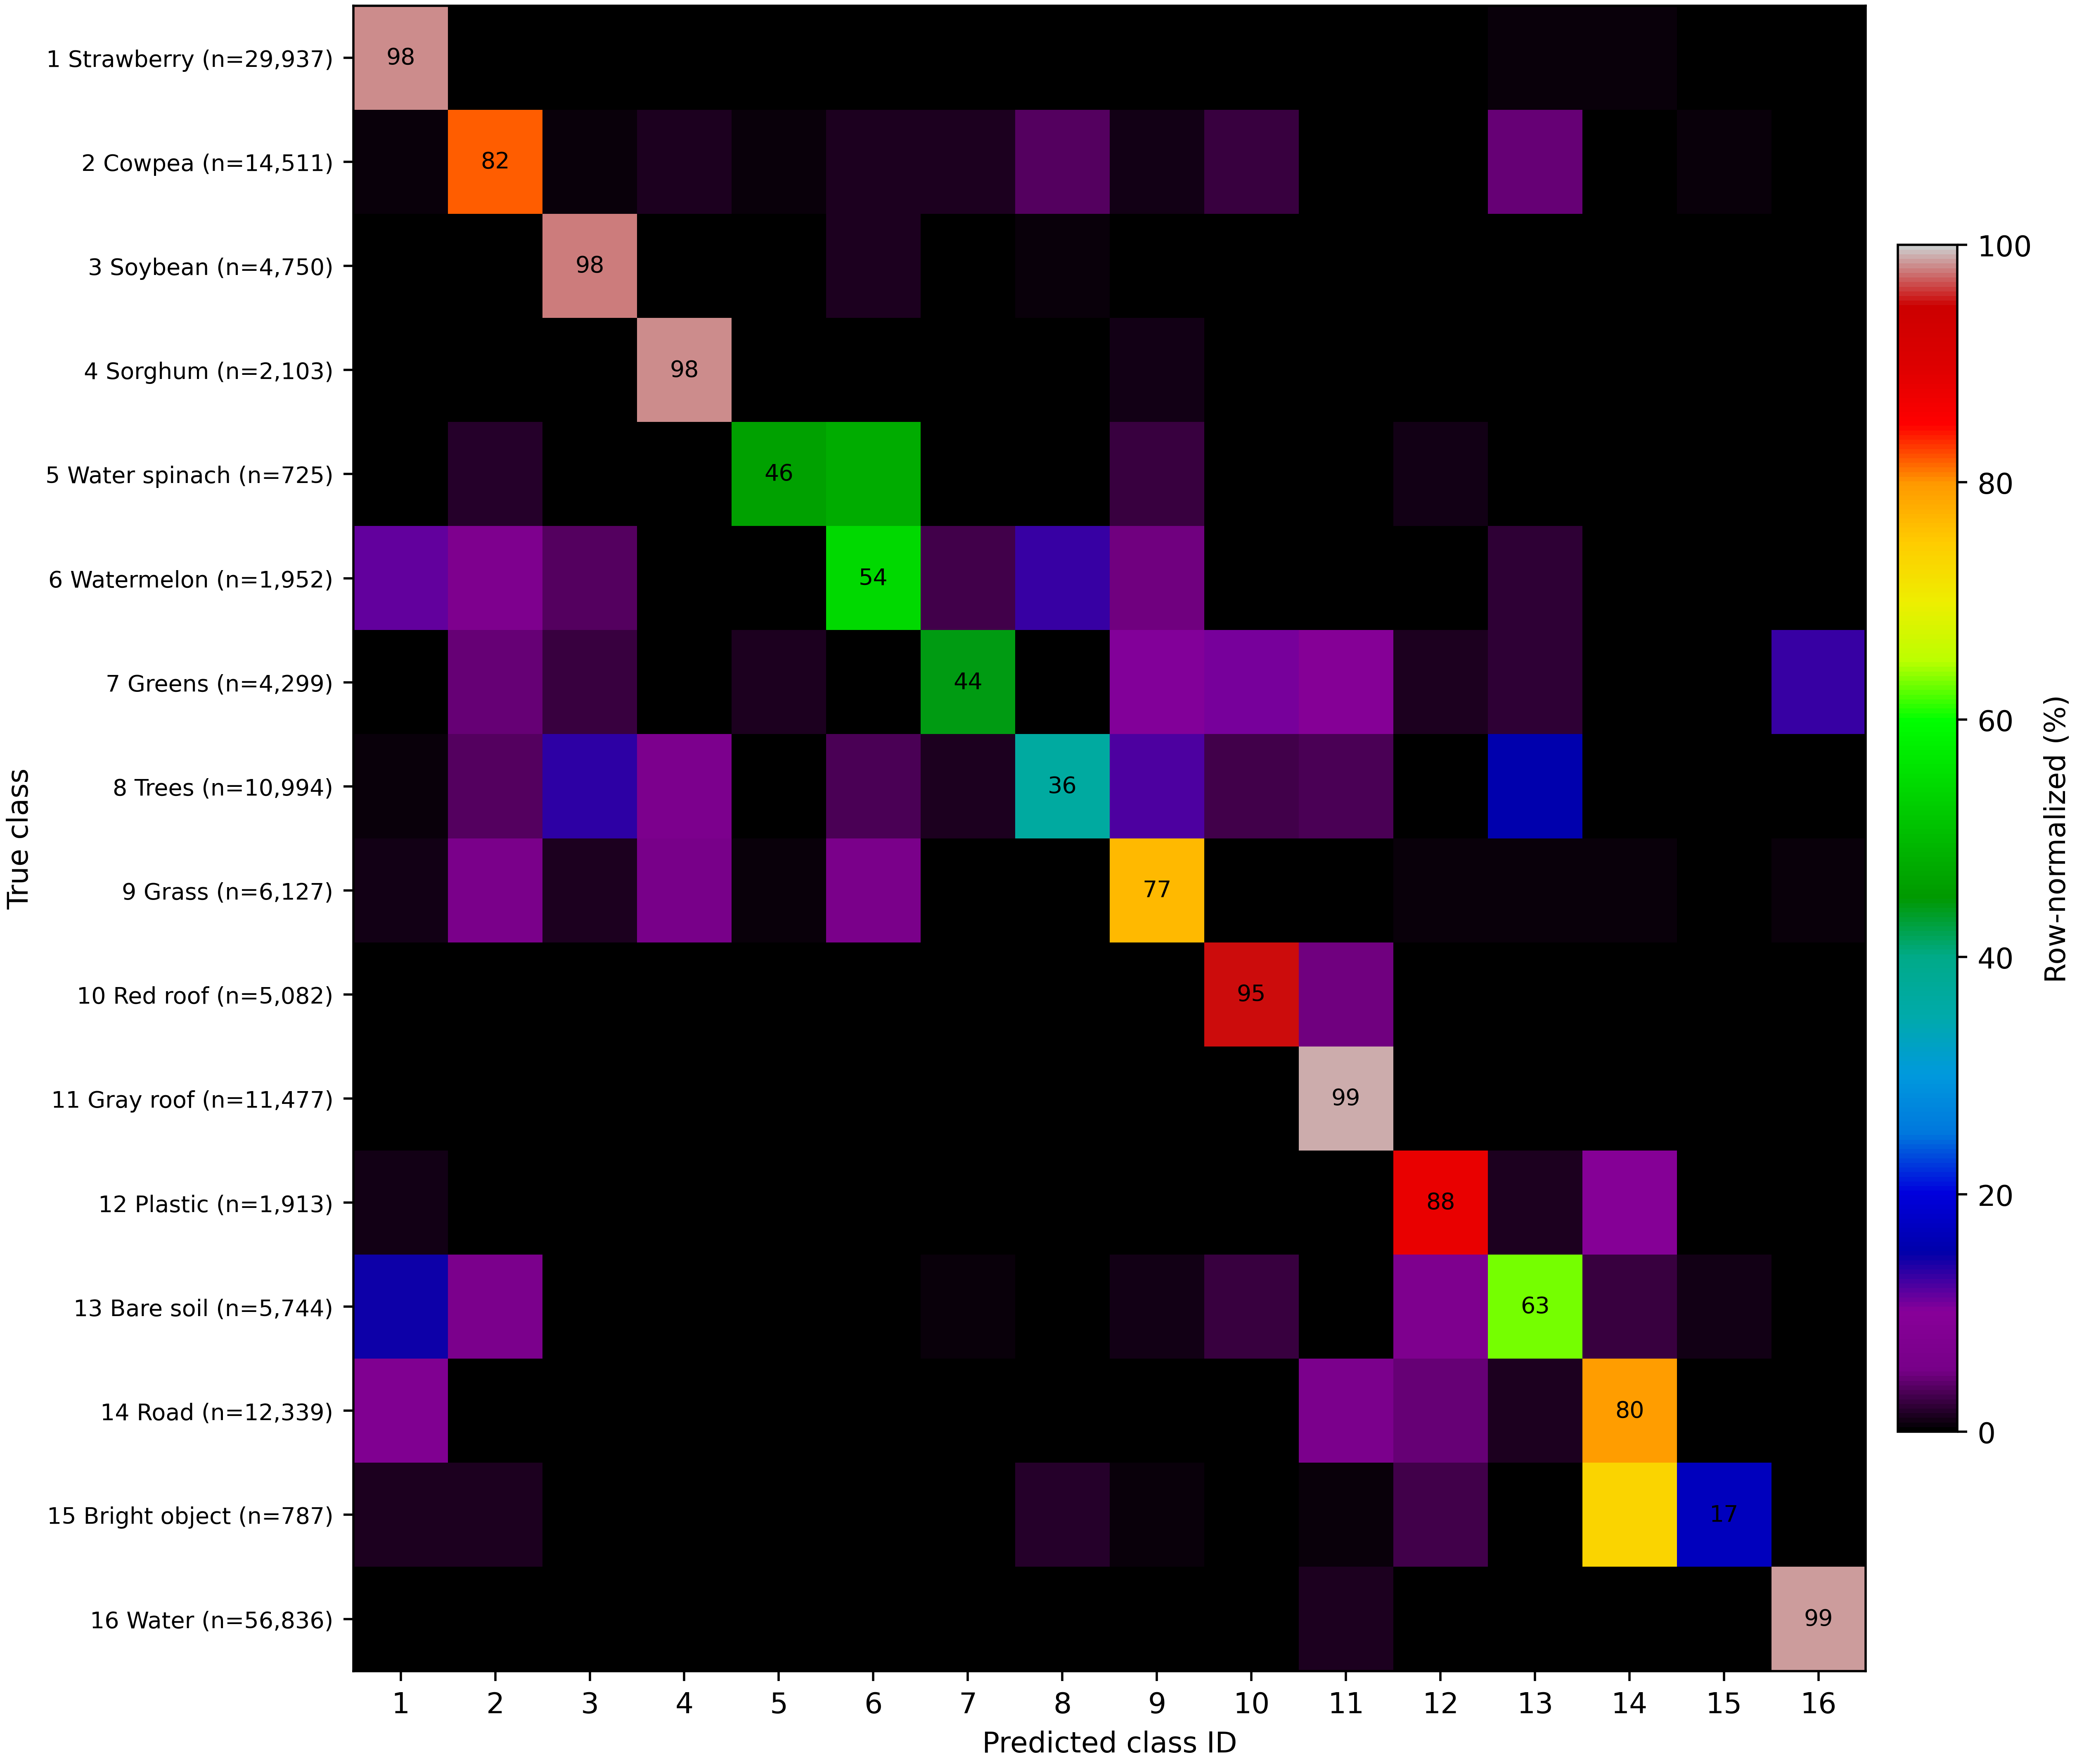 1 Strawberry (n=29,937)
98
2 Cowpea (n=14,511)
82
3 Soybean (n=4,750)
98
4 Sorghum (n=2,103)
98
5 Water spinach (n=725)
46
6 Watermelon (n=1,952)
54
7 Greens (n=4,299)
44
8 Trees (n=10,994)
36
9 Grass (n=6,127)
77
10 Red roof (n=5,082)
95
11 Gray roof (n=11,477)
99
12 Plastic (n=1,913)
88
13 Bare soil (n=5,744)
63
14 Road (n=12,339)
80
15 Bright object (n=787)
17
16 Water (n=56,836)
99
True class
1 2 3 4 5 6 7 8 9 10 11 12 13 14 15 16
Predicted class ID
100
80
60
40
20
0
Row-normalized (%)